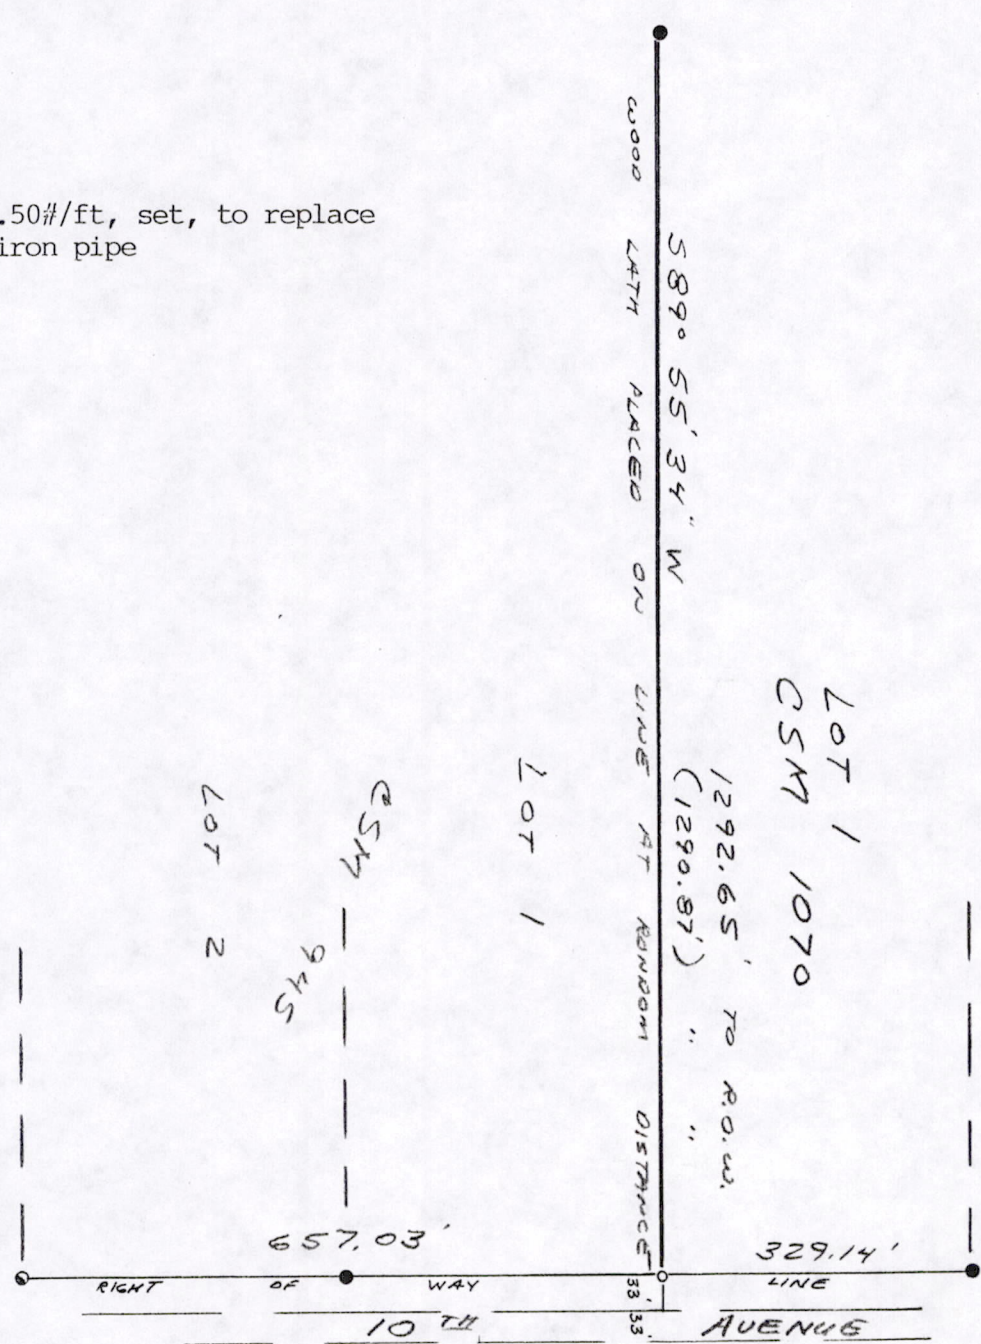 .50#/ft, set, to replace
iron pipe
WOOD LATH PLACED ON LINE AT RONDOM DISTANCE
S 89° 55' 34" W
1292.65' TO R.O.W.
(1290.87') " "
LOT 1
CSM 1070
LOT 1
CSM 945
LOT 2
657.03'
329.14'
RIGHT OF WAY LINE
33'
33'
10TH AVENUE